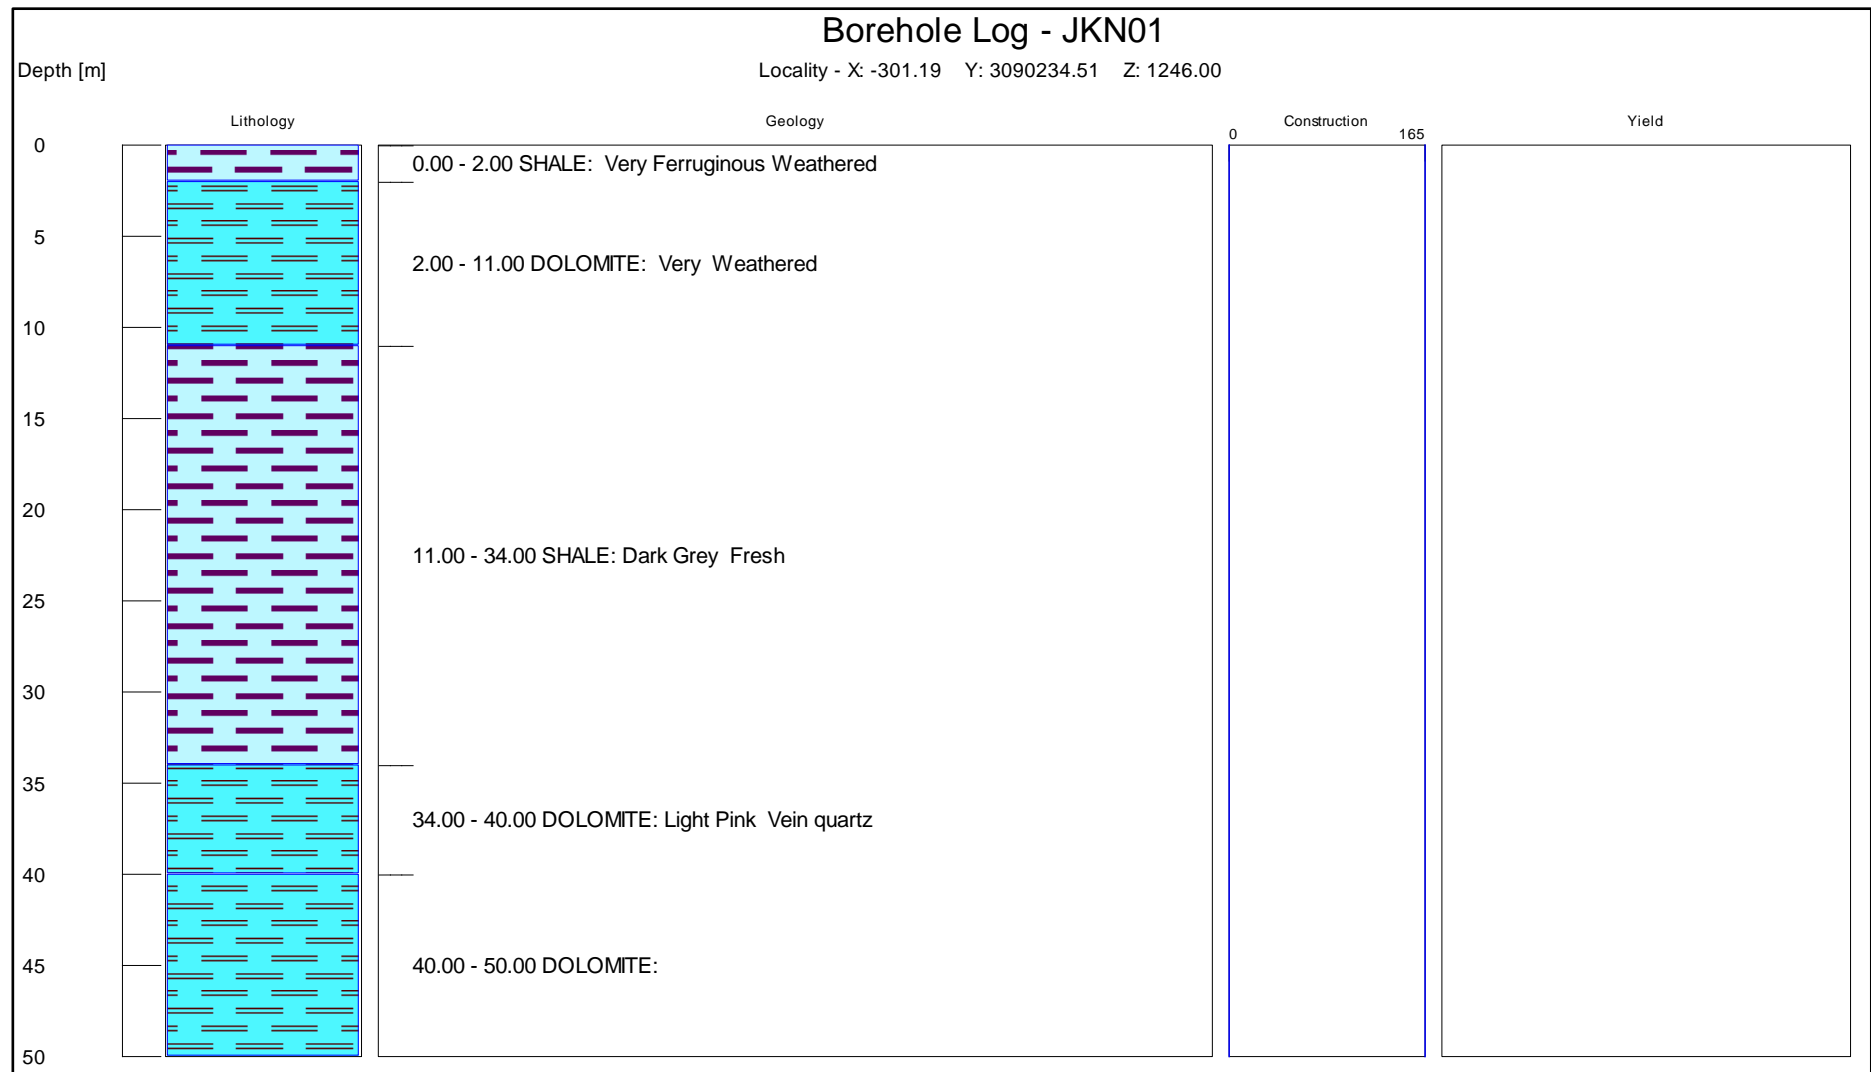 Borehole Log - JKN01
Depth [m]
Locality - X: -301.19 Y: 3090234.51 Z: 1246.00
Lithology
Geology
Construction
Yield
0 165
0
0.00 - 2.00 SHALE: Very Ferruginous Weathered
5
2.00 - 11.00 DOLOMITE: Very Weathered
10
15
20
11.00 - 34.00 SHALE: Dark Grey Fresh
25
30
35
34.00 - 40.00 DOLOMITE: Light Pink Vein quartz
40
45
40.00 - 50.00 DOLOMITE:
50